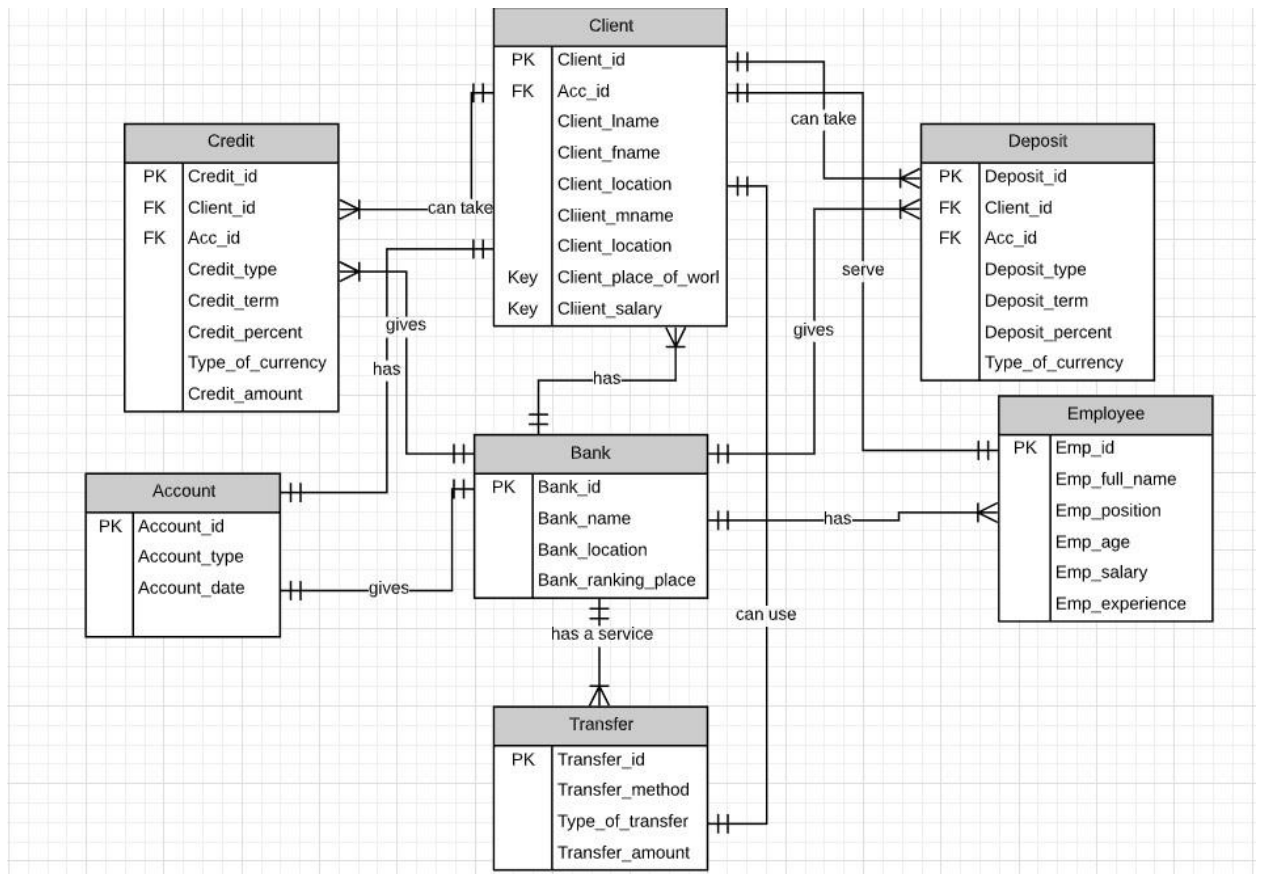 Client
PK Client_id
FK Acc_id
Client_lname
Client_fname
Client_location
Cliient_mname
Client_location
Key Client_place_of_worl
Key Cliient_salary
can take
can take
serve
gives
has
gives
has
Credit
PK Credit_id
FK Client_id
FK Acc_id
Credit_type
Credit_term
Credit_percent
Type_of_currency
Credit_amount
Deposit
PK Deposit_id
FK Client_id
FK Acc_id
Deposit_type
Deposit_term
Deposit_percent
Type_of_currency
Employee
PK Emp_id
Emp_full_name
Emp_position
Emp_age
Emp_salary
Emp_experience
Bank
PK Bank_id
Bank_name
Bank_location
Bank_ranking_place
has
Account
PK Account_id
Account_type
Account_date
gives
has a service
can use
Transfer
PK Transfer_id
Transfer_method
Type_of_transfer
Transfer_amount